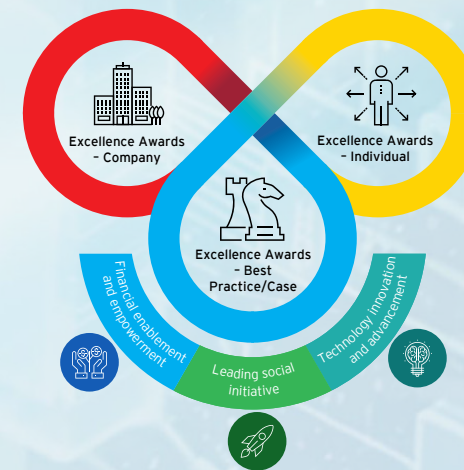 Excellence Awards
– Company
Excellence Awards
– Individual
Excellence Awards
– Best
Practice/Case
Financial enablement
and empowerment
Leading social
initiative
Technology innovation
and advancement